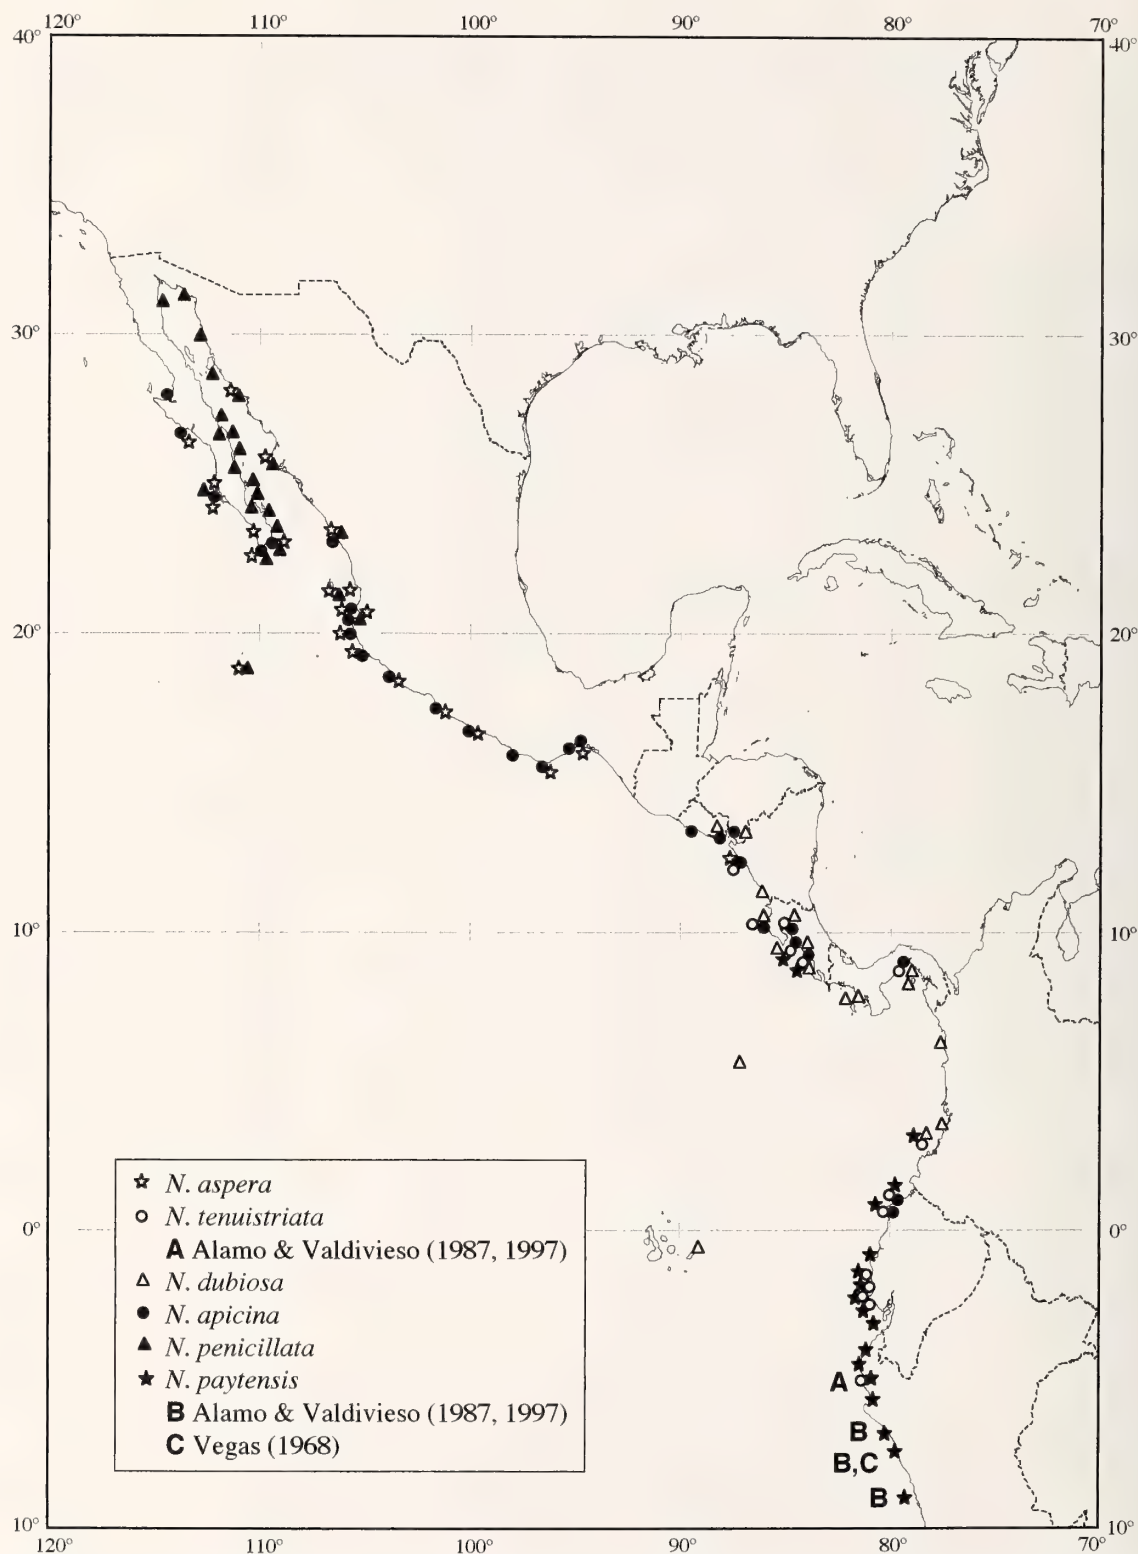 120° 110° 100° 90° 80° 70°
40° 40°
30° 30°
20° 20°
10° 10°
N. aspera
N. tenuistriata
A Alamo & Valdivieso (1987, 1997)
N. dubiosa
N. apicina
N. penicillata
N. paytensis
B Alamo & Valdivieso (1987, 1997)
C Vegas (1968)
0° 0°
A
B
B,C
B
10° 10°
120° 110° 100° 90° 80° 70°